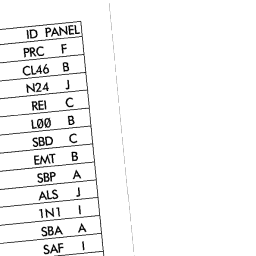 ID PANEL
PRC F
CL46 B
N24 J
REI C
LØØ B
SBD C
EMT B
SBP A
ALS J
1N1 I
SBA A
SAF I